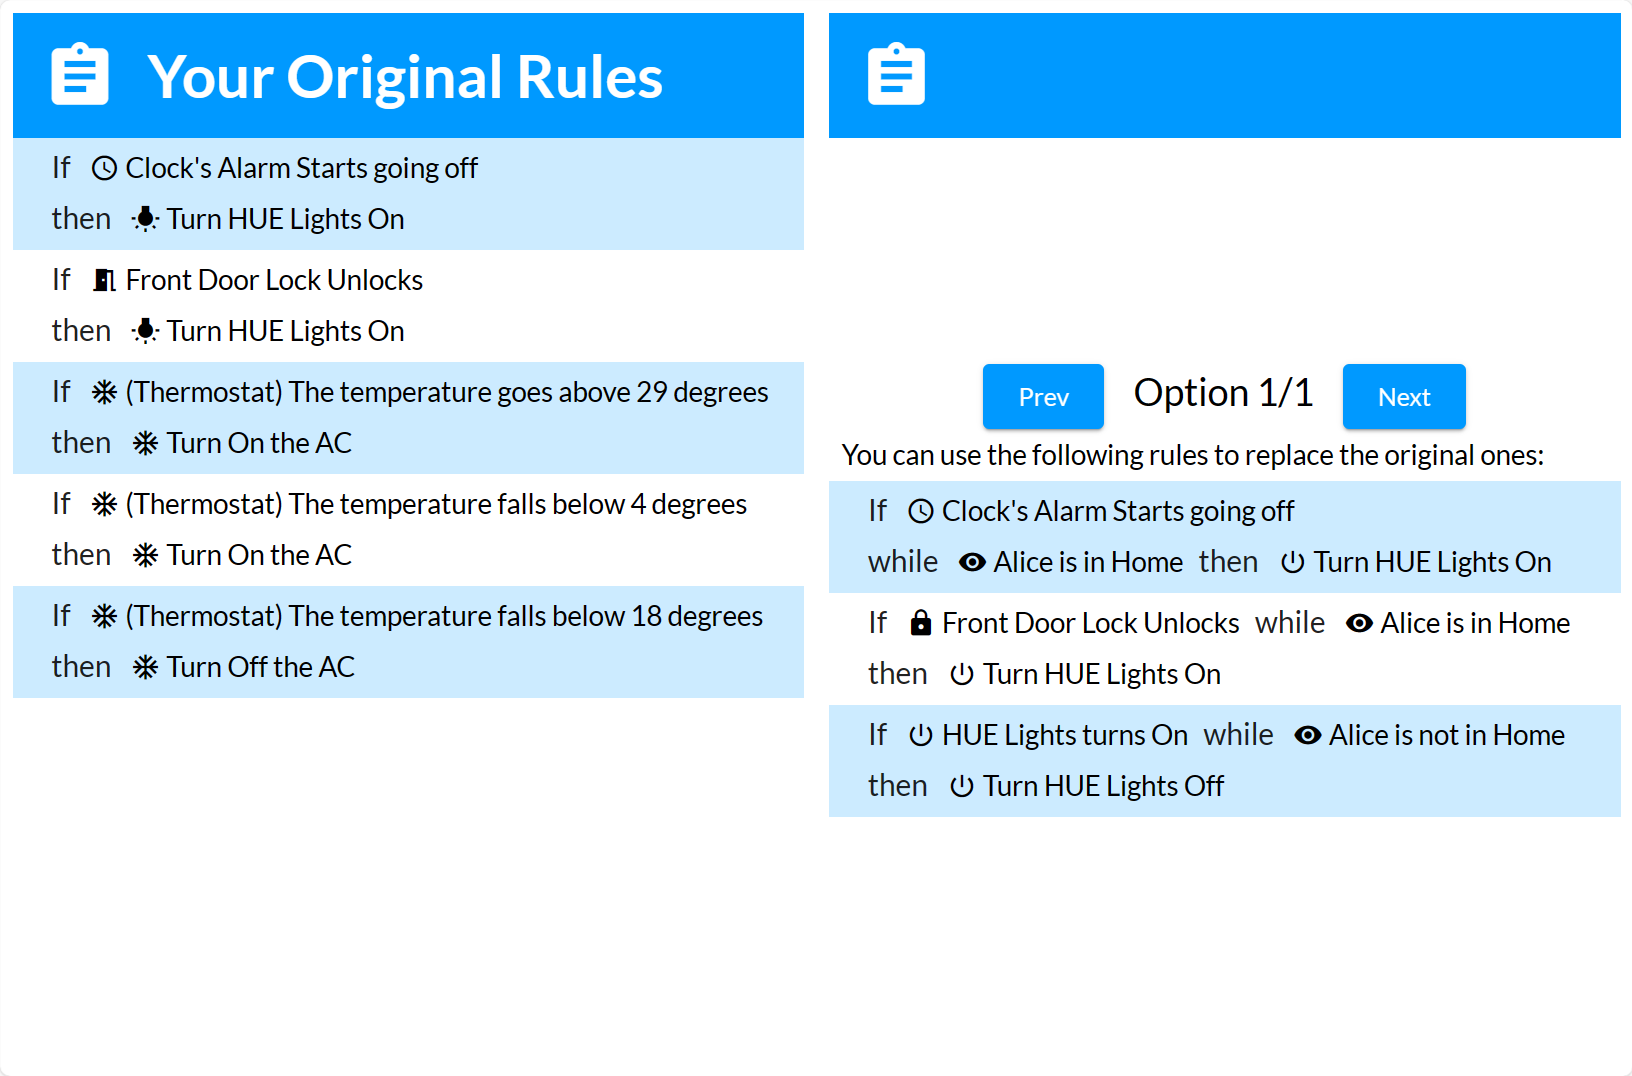 Your Original Rules
If Clock's Alarm Starts going off
then Turn HUE Lights On
If Front Door Lock Unlocks
then Turn HUE Lights On
If (Thermostat) The temperature goes above 29 degrees
then Turn On the AC
If (Thermostat) The temperature falls below 4 degrees
then Turn On the AC
If (Thermostat) The temperature falls below 18 degrees
then Turn Off the AC
Prev Option 1/1 Next
You can use the following rules to replace the original ones:
If Clock's Alarm Starts going off
while Alice is in Home then Turn HUE Lights On
If Front Door Lock Unlocks while Alice is in Home
then Turn HUE Lights On
If HUE Lights turns On while Alice is not in Home
then Turn HUE Lights Off